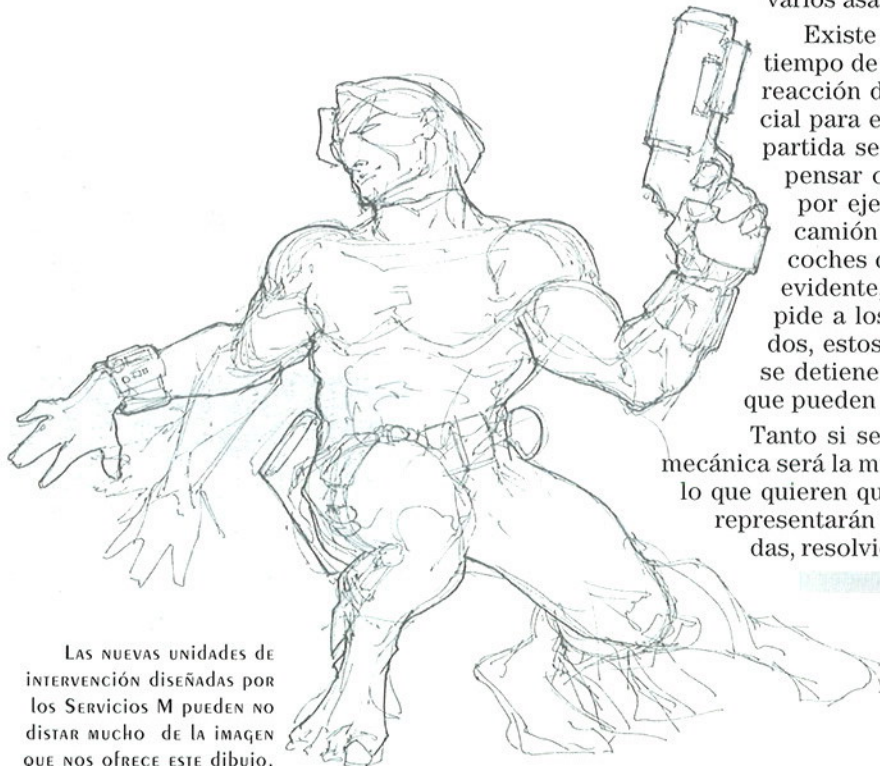 varios asa
Existe
tiempo de
reacción d
cial para e
partida se
pensar
por eje
camión
coches
evidente,
pide a los
dos, estos
se detiene
que pueden
Tanto si se
mecánica será la m
lo que quieren qu
representarán
das, resolvi
Las nuevas unidades de
intervención diseñadas por
los Servicios M pueden no
distar mucho de la imagen
que nos ofrece este dibujo.